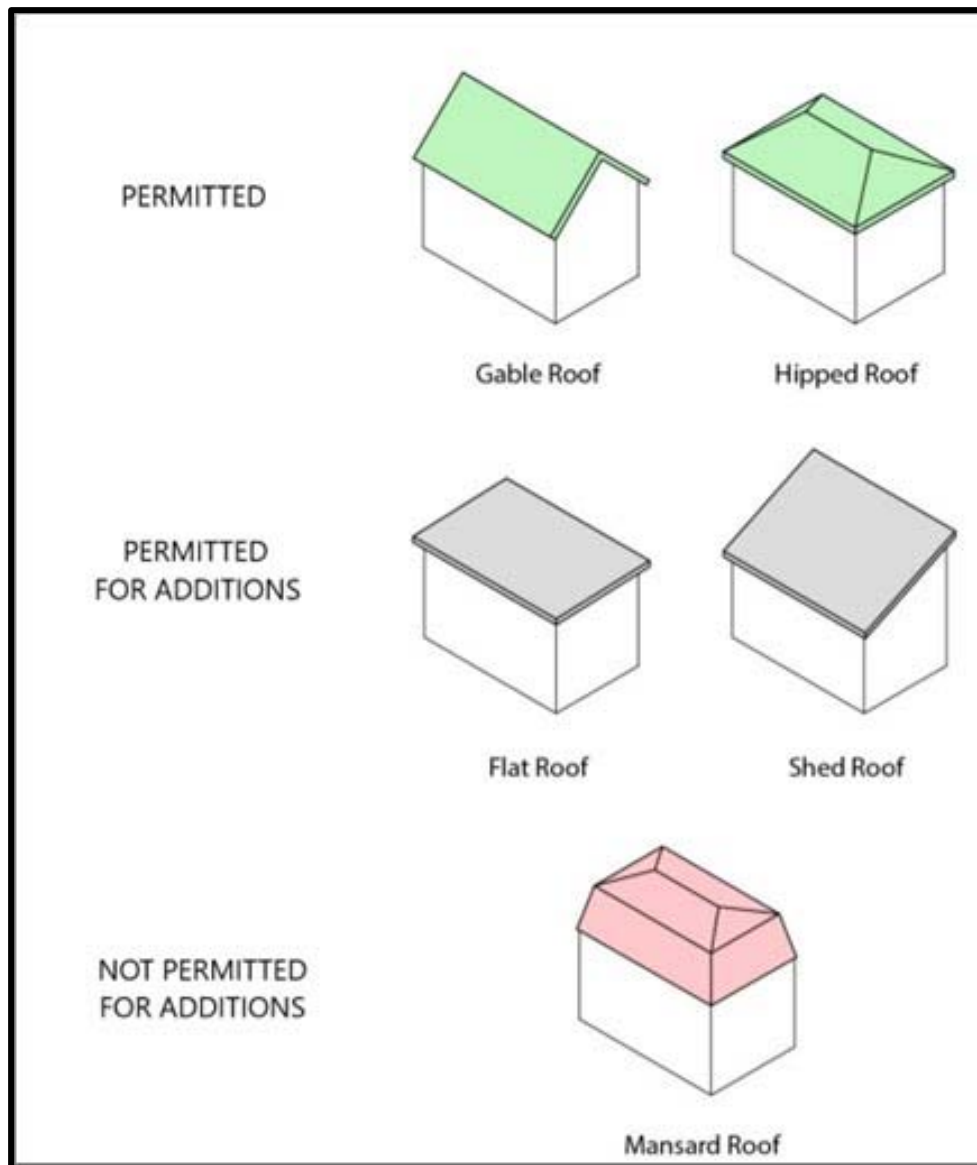 PERMITTED
Gable Roof
Hipped Roof
PERMITTED
FOR ADDITIONS
Flat Roof
Shed Roof
NOT PERMITTED
FOR ADDITIONS
Mansard Roof